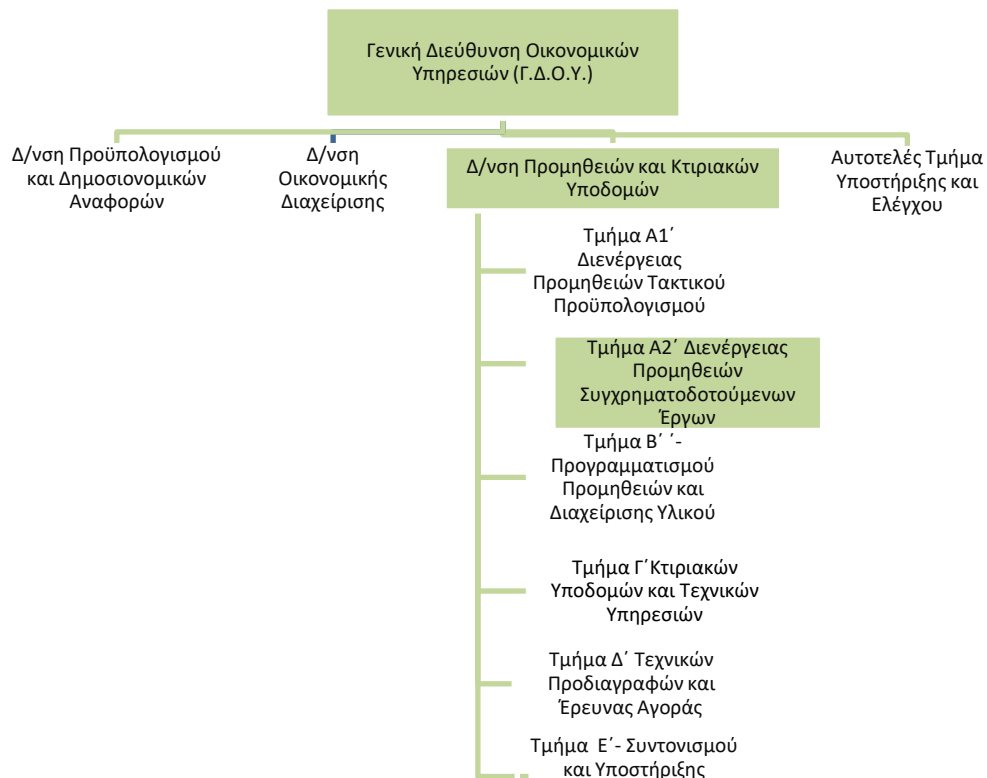 Γενική Διεύθυνση Οικονομικών
Υπηρεσιών (Γ.Δ.Ο.Υ.)
Δ/νση Προϋπολογισμού
και Δημοσιονομικών
Αναφορών
Δ/νση
Οικονομικής
Διαχείρισης
Δ/νση Προμηθειών και Κτιριακών
Υποδομών
Αυτοτελές Τμήμα
Υποστήριξης και
Ελέγχου
Τμήμα Α1΄
Διενέργειας
Προμηθειών Τακτικού
Προϋπολογισμού
Τμήμα Α2΄ Διενέργειας
Προμηθειών
Συγχρηματοδοτούμενων
Έργων
Τμήμα Β΄ ΄-
Προγραμματισμού
Προμηθειών και
Διαχείρισης Υλικού
Τμήμα Γ΄Κτιριακών
Υποδομών και Τεχνικών
Υπηρεσιών
Τμήμα Δ΄ Τεχνικών
Προδιαγραφών και
Έρευνας Αγοράς
Τμήμα Ε΄- Συντονισμού
και Υποστήριξης